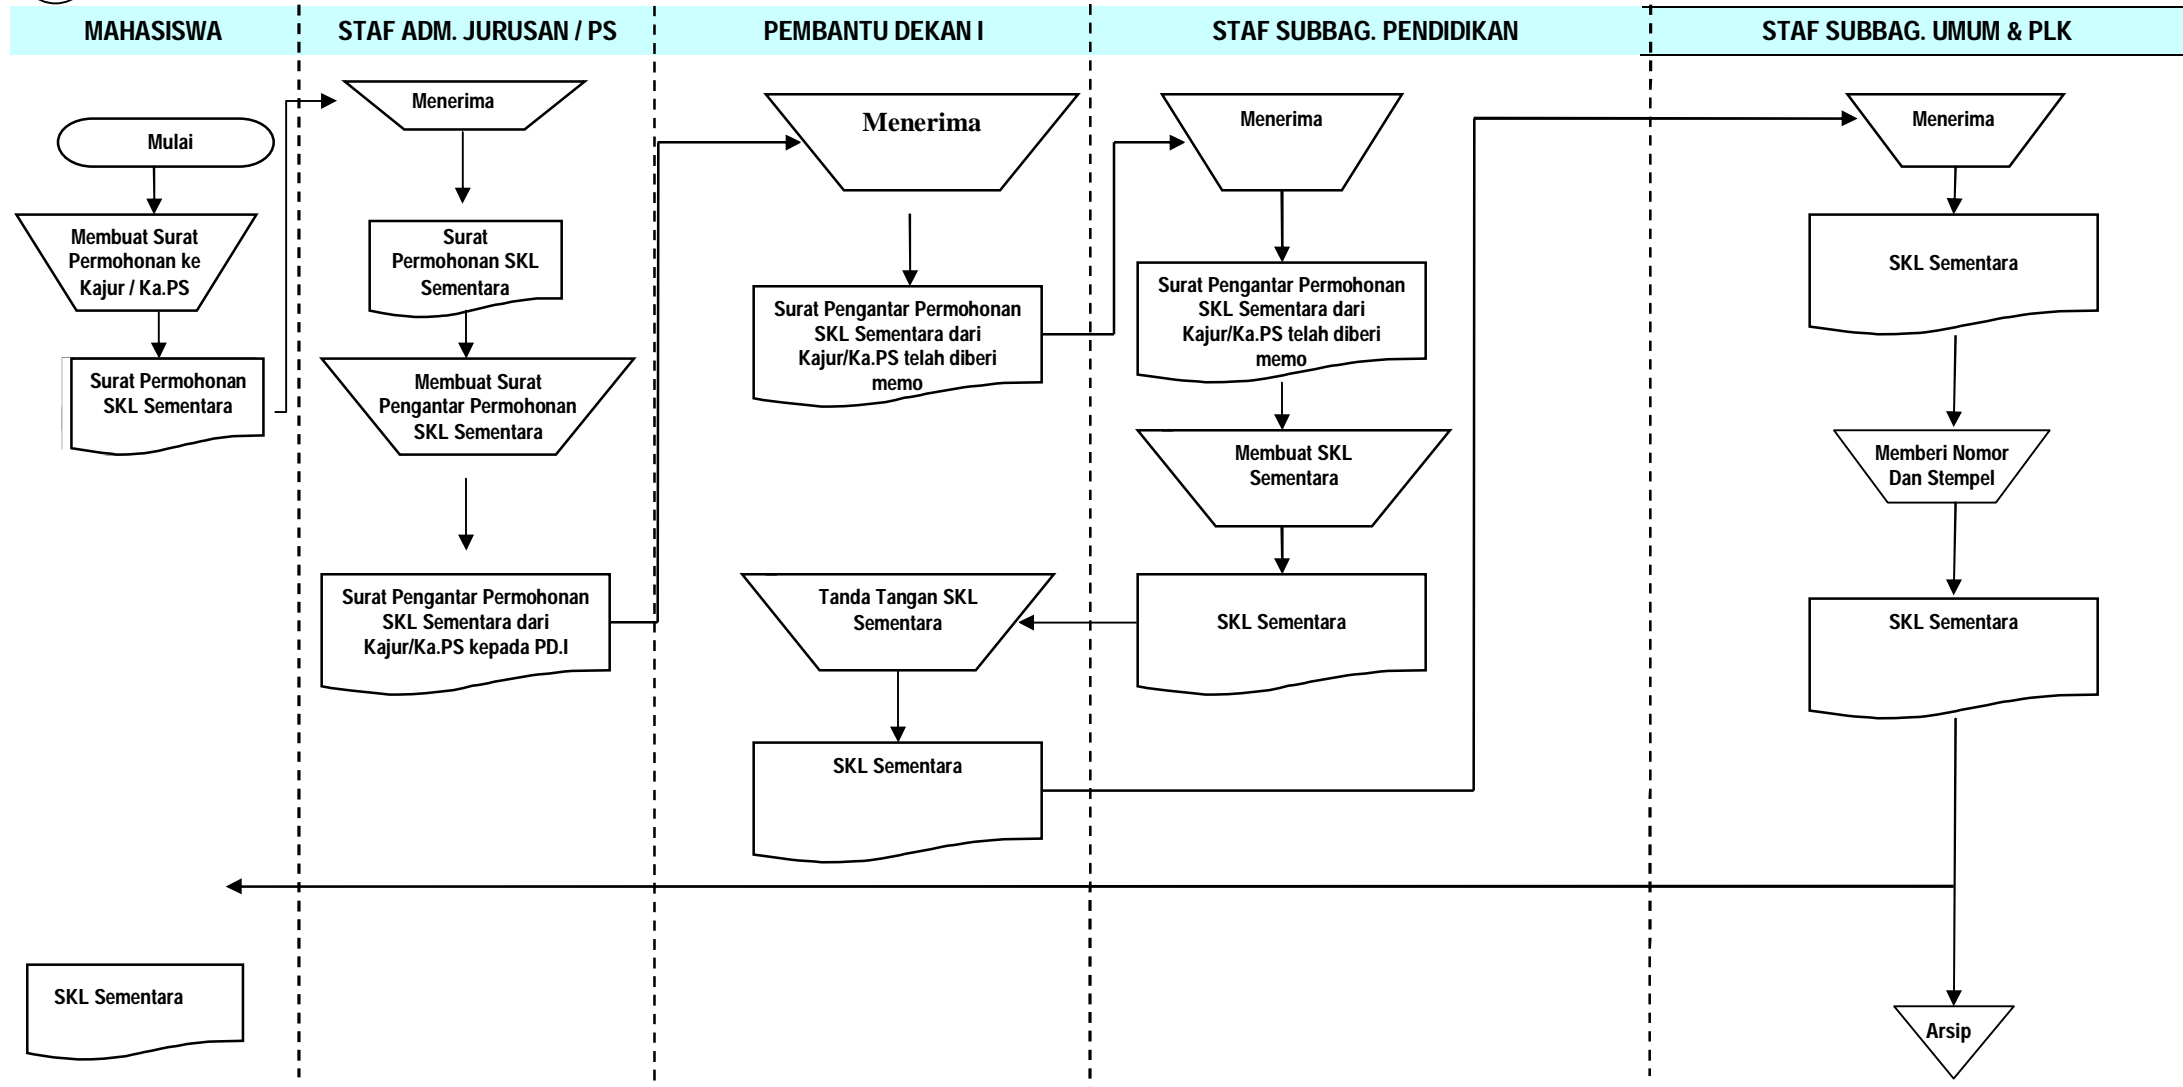 MAHASISWA
STAF ADM. JURUSAN / PS
PEMBANTU DEKAN I
STAF SUBBAG. PENDIDIKAN
STAF SUBBAG. UMUM & PLK
Mulai
Membuat Surat
Permohonan ke
Kajur / Ka.PS
Surat Permohonan
SKL Sementara
SKL Sementara
Menerima
Surat
Permohonan SKL
Sementara
Membuat Surat
Pengantar Permohonan
SKL Sementara
Surat Pengantar Permohonan
SKL Sementara dari
Kajur/Ka.PS kepada PD.I
Menerima
Surat Pengantar Permohonan
SKL Sementara dari
Kajur/Ka.PS telah diberi
memo
Tanda Tangan SKL
Sementara
SKL Sementara
Menerima
Surat Pengantar Permohonan
SKL Sementara dari
Kajur/Ka.PS telah diberi
memo
Membuat SKL
Sementara
SKL Sementara
Menerima
SKL Sementara
Memberi Nomor
Dan Stempel
SKL Sementara
Arsip